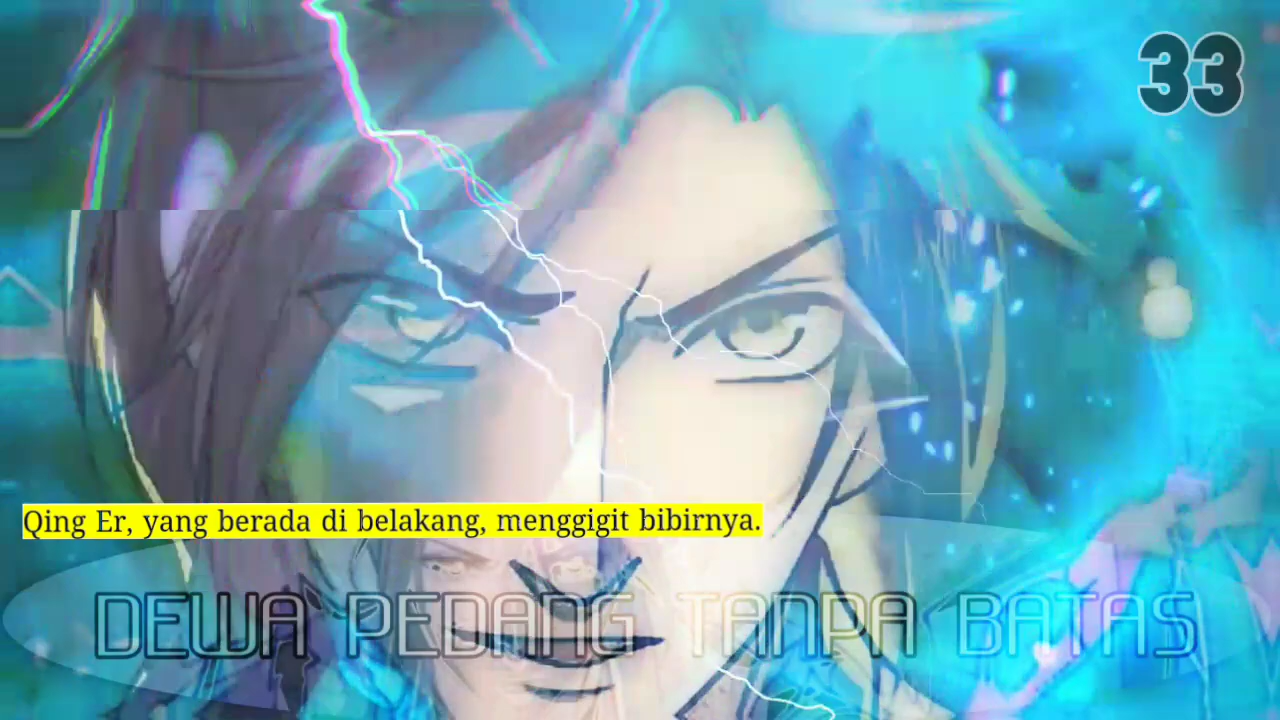 33
Qing Er, yang berada di belakang, menggigit bibirnya.
DEWA PEDANG TANPA BATAS